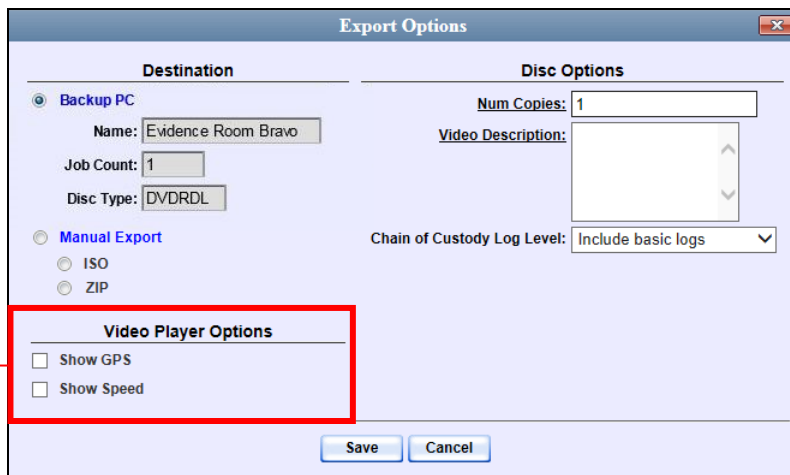 Export Options
Destination
Backup PC
Name: Evidence Room Bravo
Job Count: 1
Disc Type: DVDRDL
Manual Export
ISO
ZIP
Video Player Options
Show GPS
Show Speed
Disc Options
Num Copies: 1
Video Description:
Chain of Custody Log Level: Include basic logs
Save Cancel